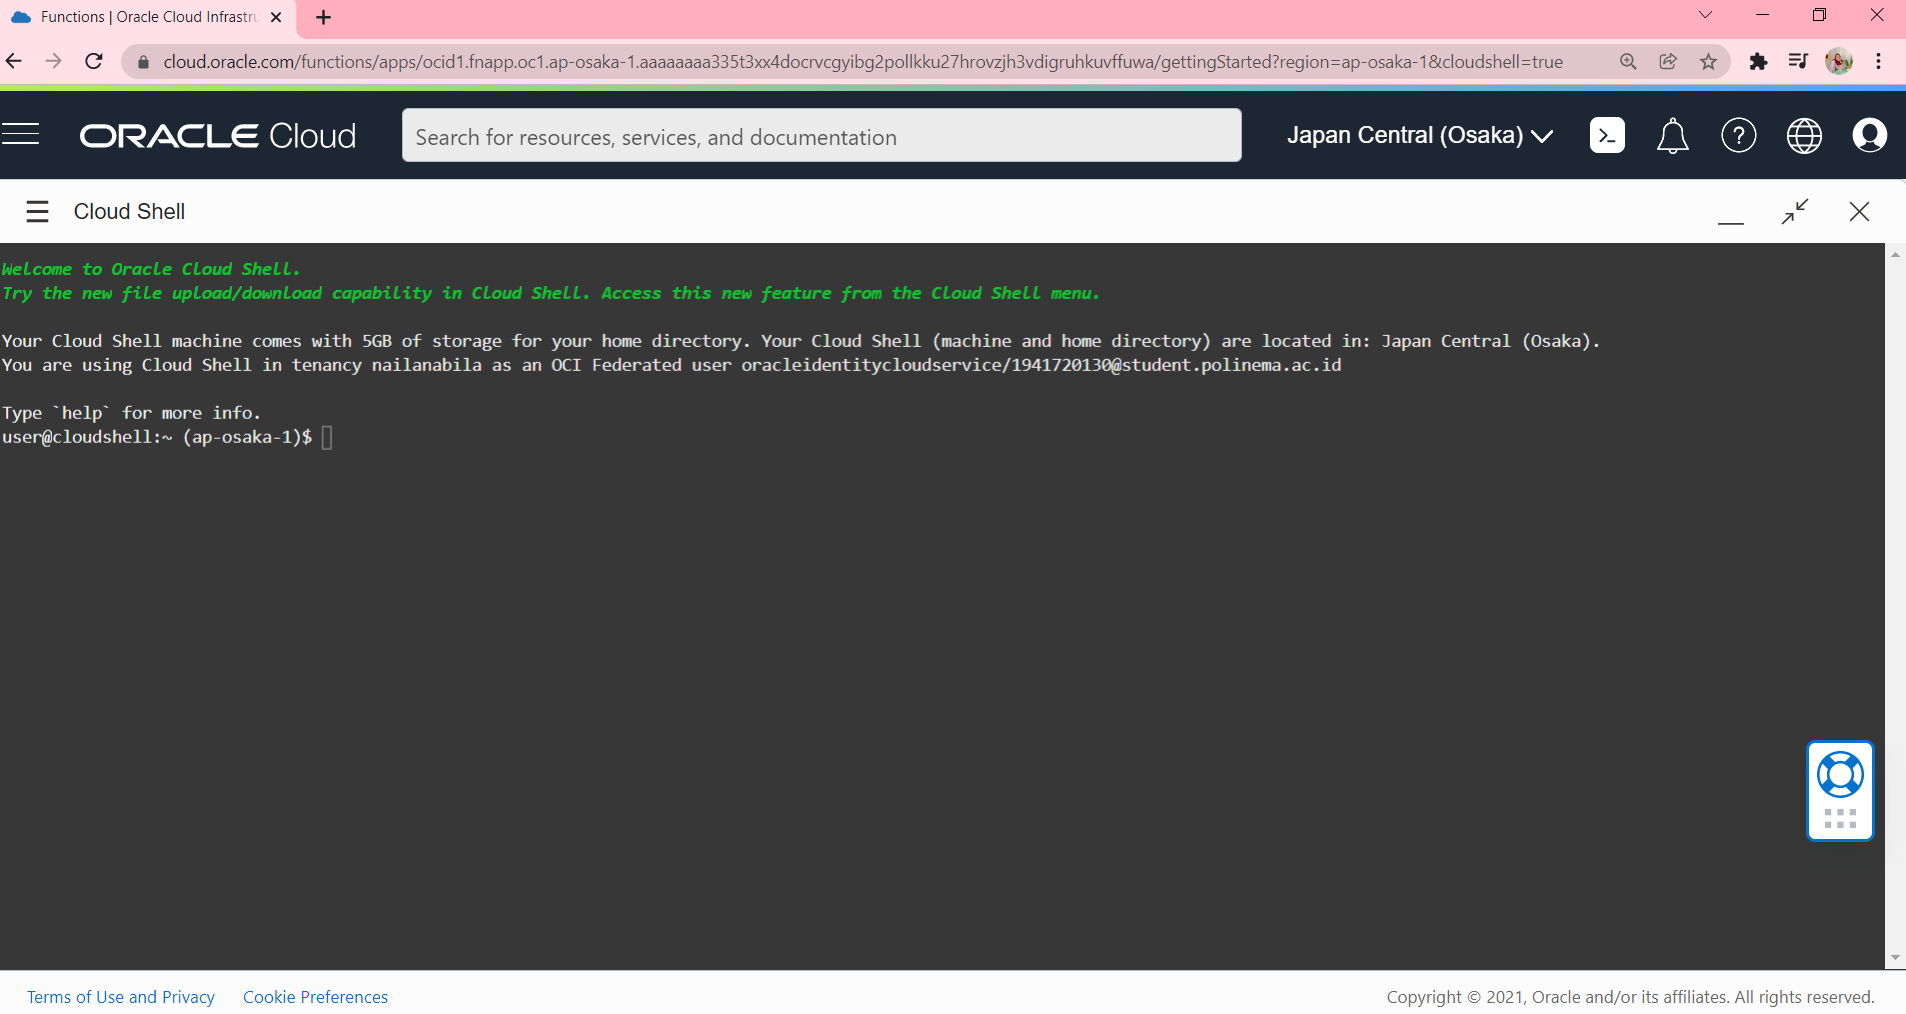 Functions | Oracle Cloud Infrastru
cloud.oracle.com/functions/apps/ocid1.fnapp.oc1.ap-osaka-1.aaaaaaaa335t3xx4docrvcgyibg2pollkku27hrovzjh3vdigruhkuvffuwa/gettingStarted?region=ap-osaka-1&cloudshell=true
ORACLE Cloud
Search for resources, services, and documentation
Japan Central (Osaka)
Cloud Shell
Welcome to Oracle Cloud Shell.
Try the new file upload/download capability in Cloud Shell. Access this new feature from the Cloud Shell menu.
Your Cloud Shell machine comes with 5GB of storage for your home directory. Your Cloud Shell (machine and home directory) are located in: Japan Central (Osaka).
You are using Cloud Shell in tenancy nailanabila as an OCI Federated user oracleidentitycloudservice/1941720130@student.polinema.ac.id
Type `help` for more info.
user@cloudshell:~ (ap-osaka-1)$
Terms of Use and Privacy
Cookie Preferences
Copyright © 2021, Oracle and/or its affiliates. All rights reserved.